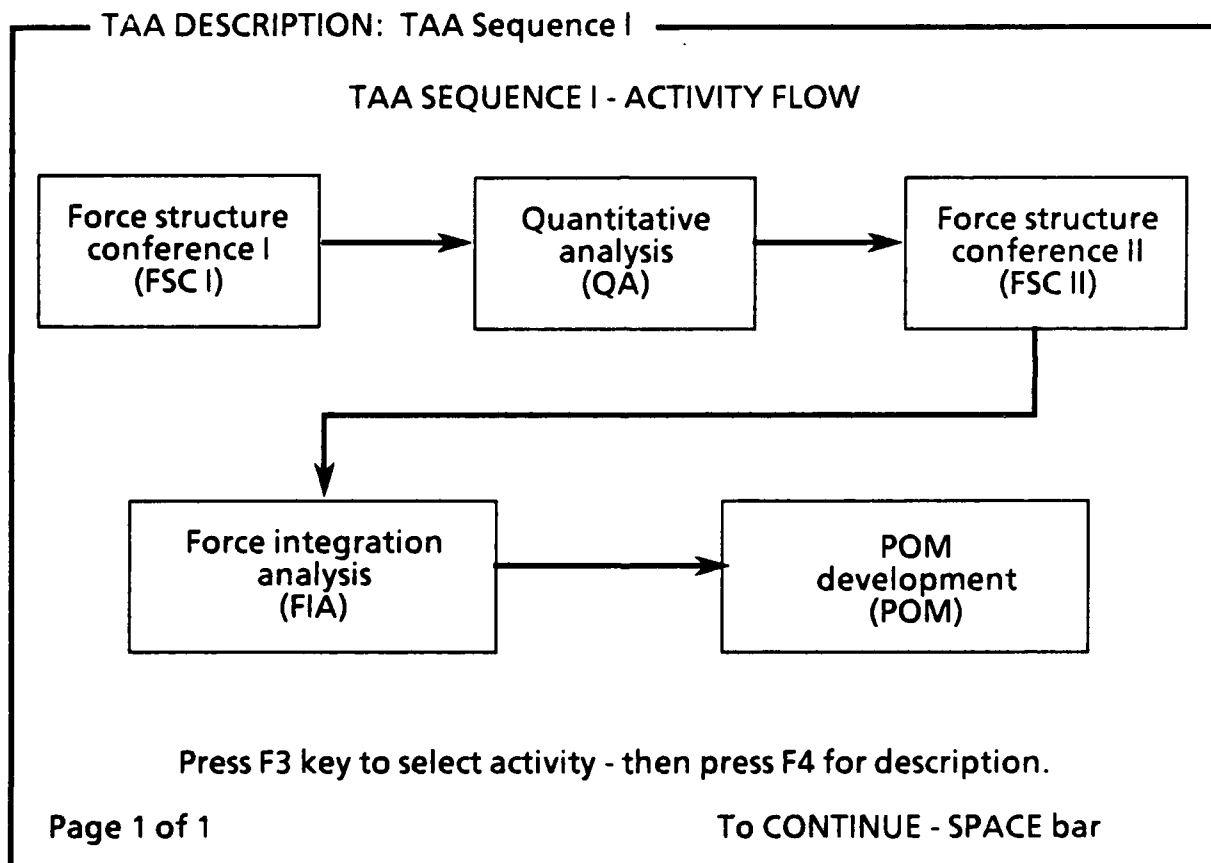 TAA DESCRIPTION: TAA Sequence I
TAA SEQUENCE I - ACTIVITY FLOW
Force structure
conference I
(FSC I)
Quantitative
analysis
(QA)
Force structure
conference II
(FSC II)
Force integration
analysis
(FIA)
POM
development
(POM)
Press F3 key to select activity - then press F4 for description.
Page 1 of 1
To CONTINUE - SPACE bar